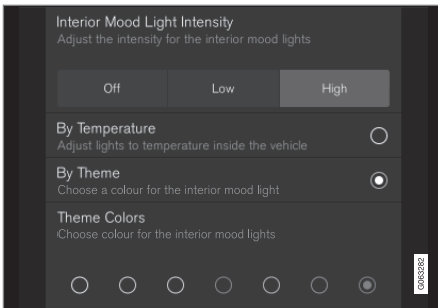 Interior Mood Light Intensity
Adjust the intensity for the interior mood lights
Off Low High
By Temperature
Adjust lights to temperature inside the vehicle
By Theme
Choose a colour for the interior mood light
Theme Colors
Choose colour for the interior mood lights
G063282